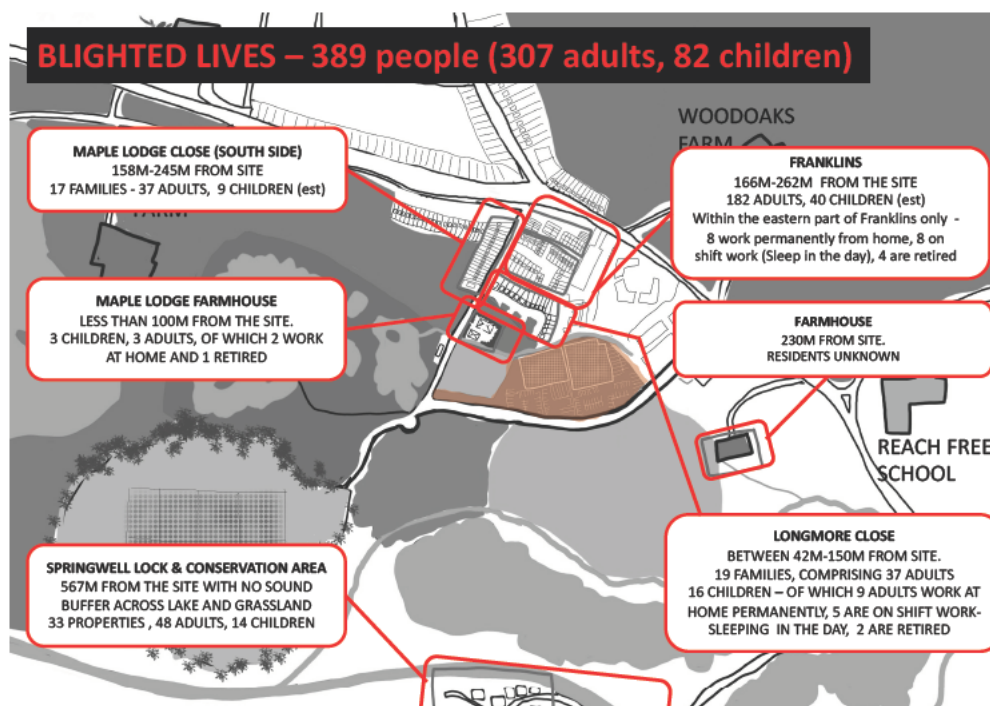 BLIGHTED LIVES – 389 people (307 adults, 82 children)
WOODOAKS
FARM
MAPLE LODGE CLOSE (SOUTH SIDE)
158M-245M FROM SITE
17 FAMILIES - 37 ADULTS, 9 CHILDREN (est)
FARM
FRANKLINS
166M-262M FROM THE SITE
182 ADULTS, 40 CHILDREN (est)
Within the eastern part of Franklins only -
8 work permanently from home, 8 on
shift work (Sleep in the day), 4 are retired
MAPLE LODGE FARMHOUSE
LESS THAN 100M FROM THE SITE.
3 CHILDREN, 3 ADULTS, OF WHICH 2 WORK
AT HOME AND 1 RETIRED
FARMHOUSE
230M FROM SITE.
RESIDENTS UNKNOWN
REACH FREE
SCHOOL
SPRINGWELL LOCK & CONSERVATION AREA
567M FROM THE SITE WITH NO SOUND
BUFFER ACROSS LAKE AND GRASSLAND
33 PROPERTIES , 48 ADULTS, 14 CHILDREN
LONGMORE CLOSE
BETWEEN 42M-150M FROM SITE.
19 FAMILIES, COMPRISING 37 ADULTS
16 CHILDREN – OF WHICH 9 ADULTS WORK AT
HOME PERMANENTLY, 5 ARE ON SHIFT WORK-
SLEEPING IN THE DAY, 2 ARE RETIRED